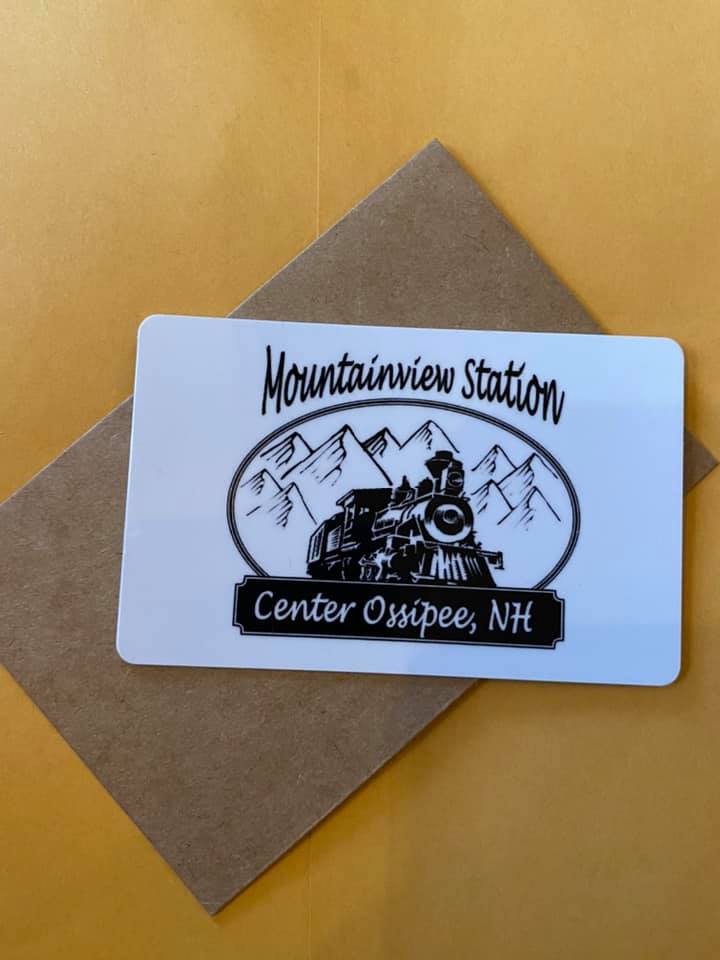 Mountainview Station
Center Ossipee, NH